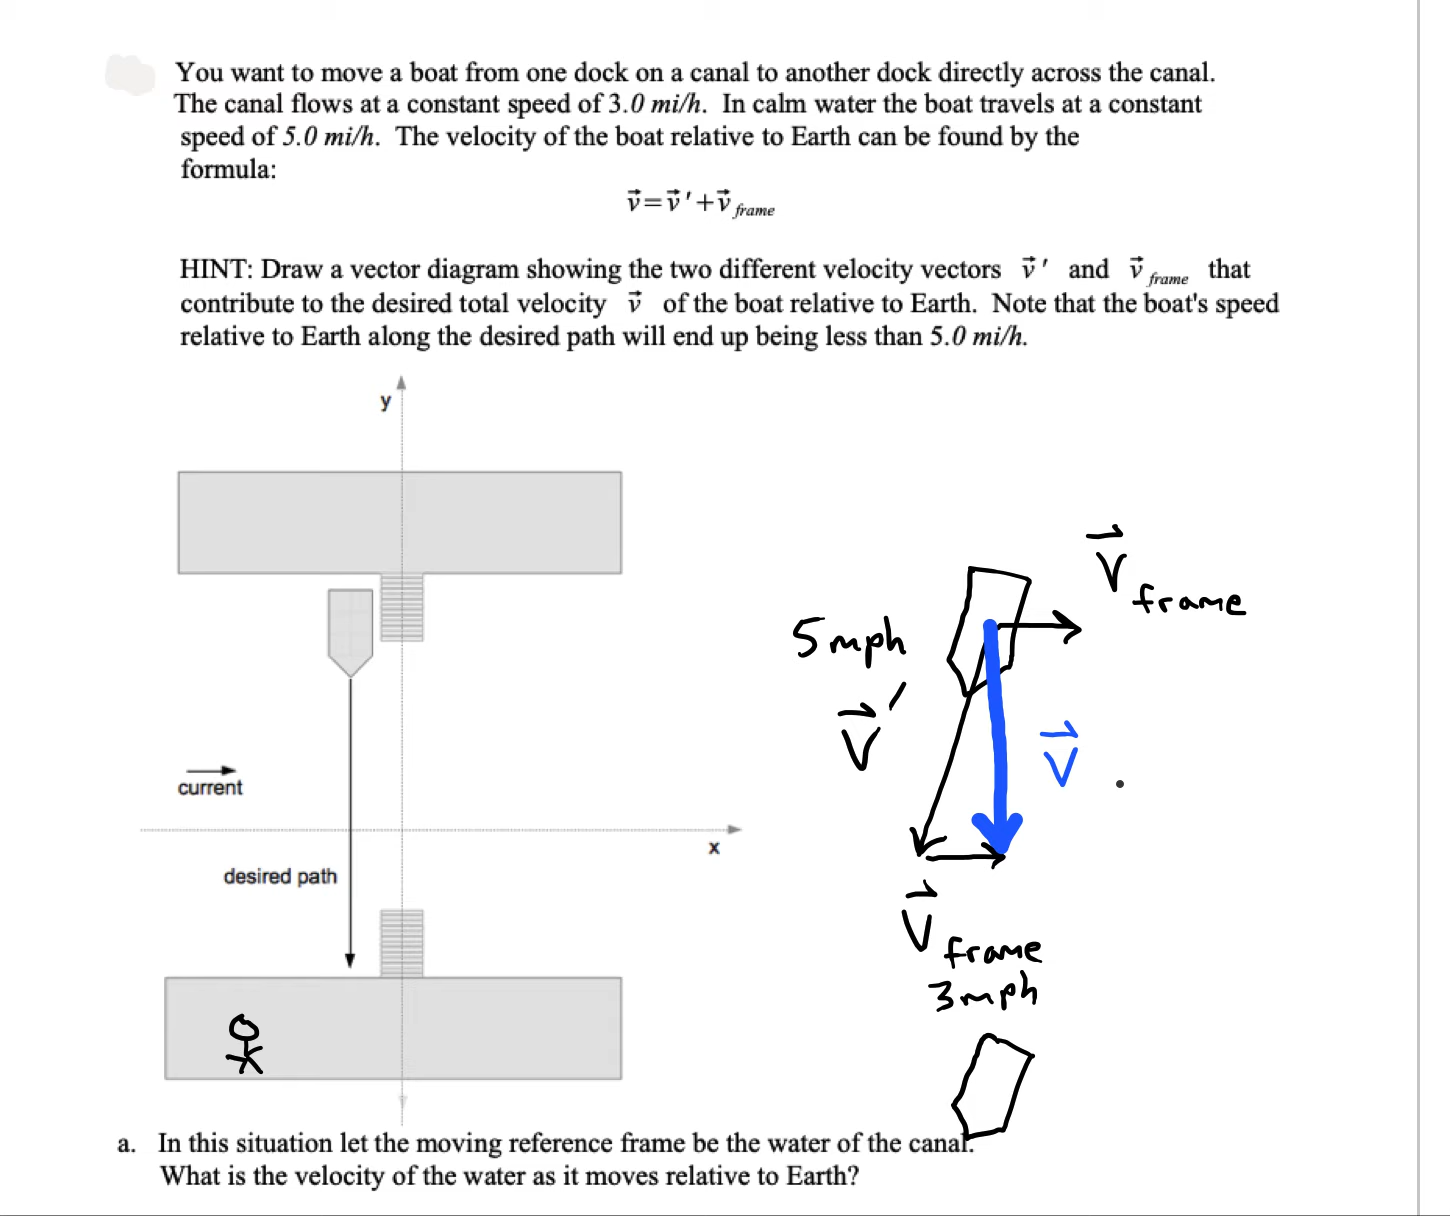 You want to move a boat from one dock on a canal to another dock directly across the canal.
The canal flows at a constant speed of 3.0 mi/h.  In calm water the boat travels at a constant
speed of 5.0 mi/h.  The velocity of the boat relative to Earth can be found by the
formula:
v⃗=v⃗ ′+v⃗ frame
HINT: Draw a vector diagram showing the two different velocity vectors v⃗ ′ and v⃗ frame that
contribute to the desired total velocity v⃗ of the boat relative to Earth.  Note that the boat's speed
relative to Earth along the desired path will end up being less than 5.0 mi/h.
y
V⃗ frame
5 mph
V⃗ ′
V⃗
current
x
desired path
V⃗ frame
3 mph
a. In this situation let the moving reference frame be the water of the canal.
What is the velocity of the water as it moves relative to Earth?